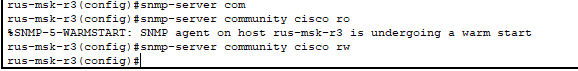 rus-msk-r3(config)#snmp-server com
rus-msk-r3(config)#snmp-server community cisco ro
%SNMP-5-WARMSTART: SNMP agent on host rus-msk-r3 is undergoing a warm start
rus-msk-r3(config)#snmp-server community cisco rw
rus-msk-r3(config)#